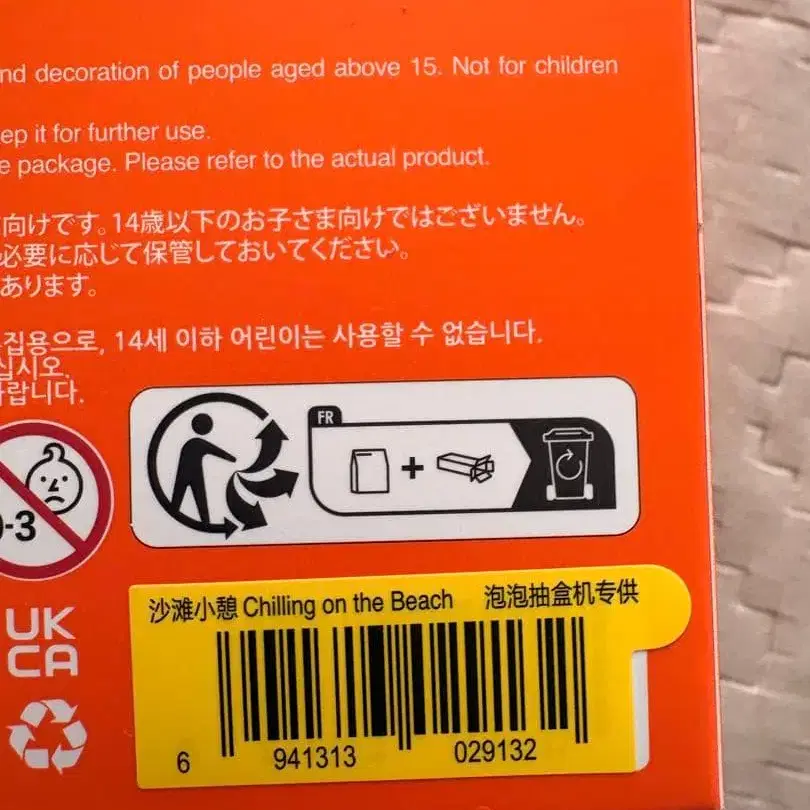 nd decoration of people aged above 15. Not for children
ep it for further use.
e package. Please refer to the actual product.
向けです。14歳以下のお子さま向けではございません。
必要に応じて保管しておいてください。
あります。
집용으로, 14세 이하 어린이는 사용할 수 없습니다.
십시오.
바랍니다.
FR
0-3
沙滩小憩 Chilling on the Beach 泡泡抽盒机专供
6 941313 029132
UK
CA